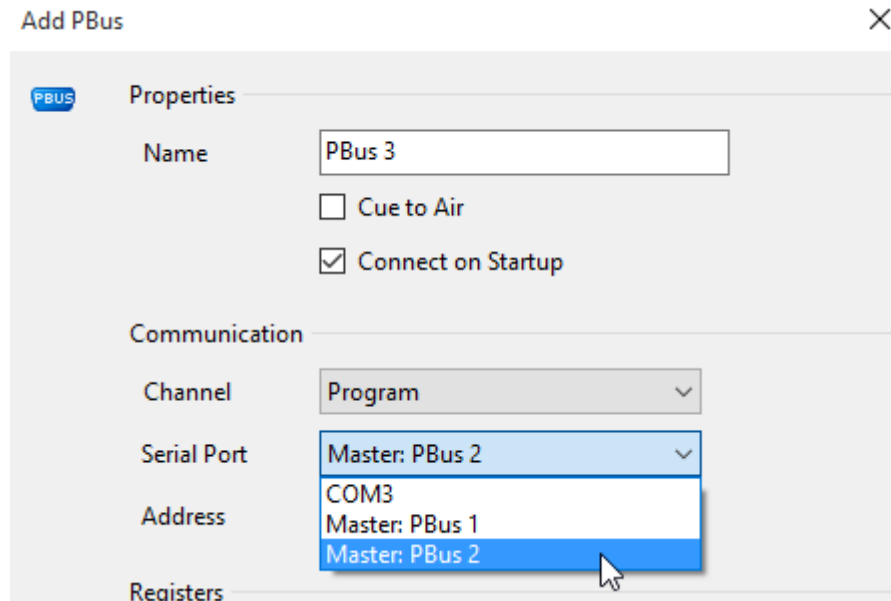 Add PBus
PBUS
Properties
Name
PBus 3
Cue to Air
Connect on Startup
Communication
Channel
Program
Serial Port
Master: PBus 2
COM3
Master: PBus 1
Master: PBus 2
Address
Registers